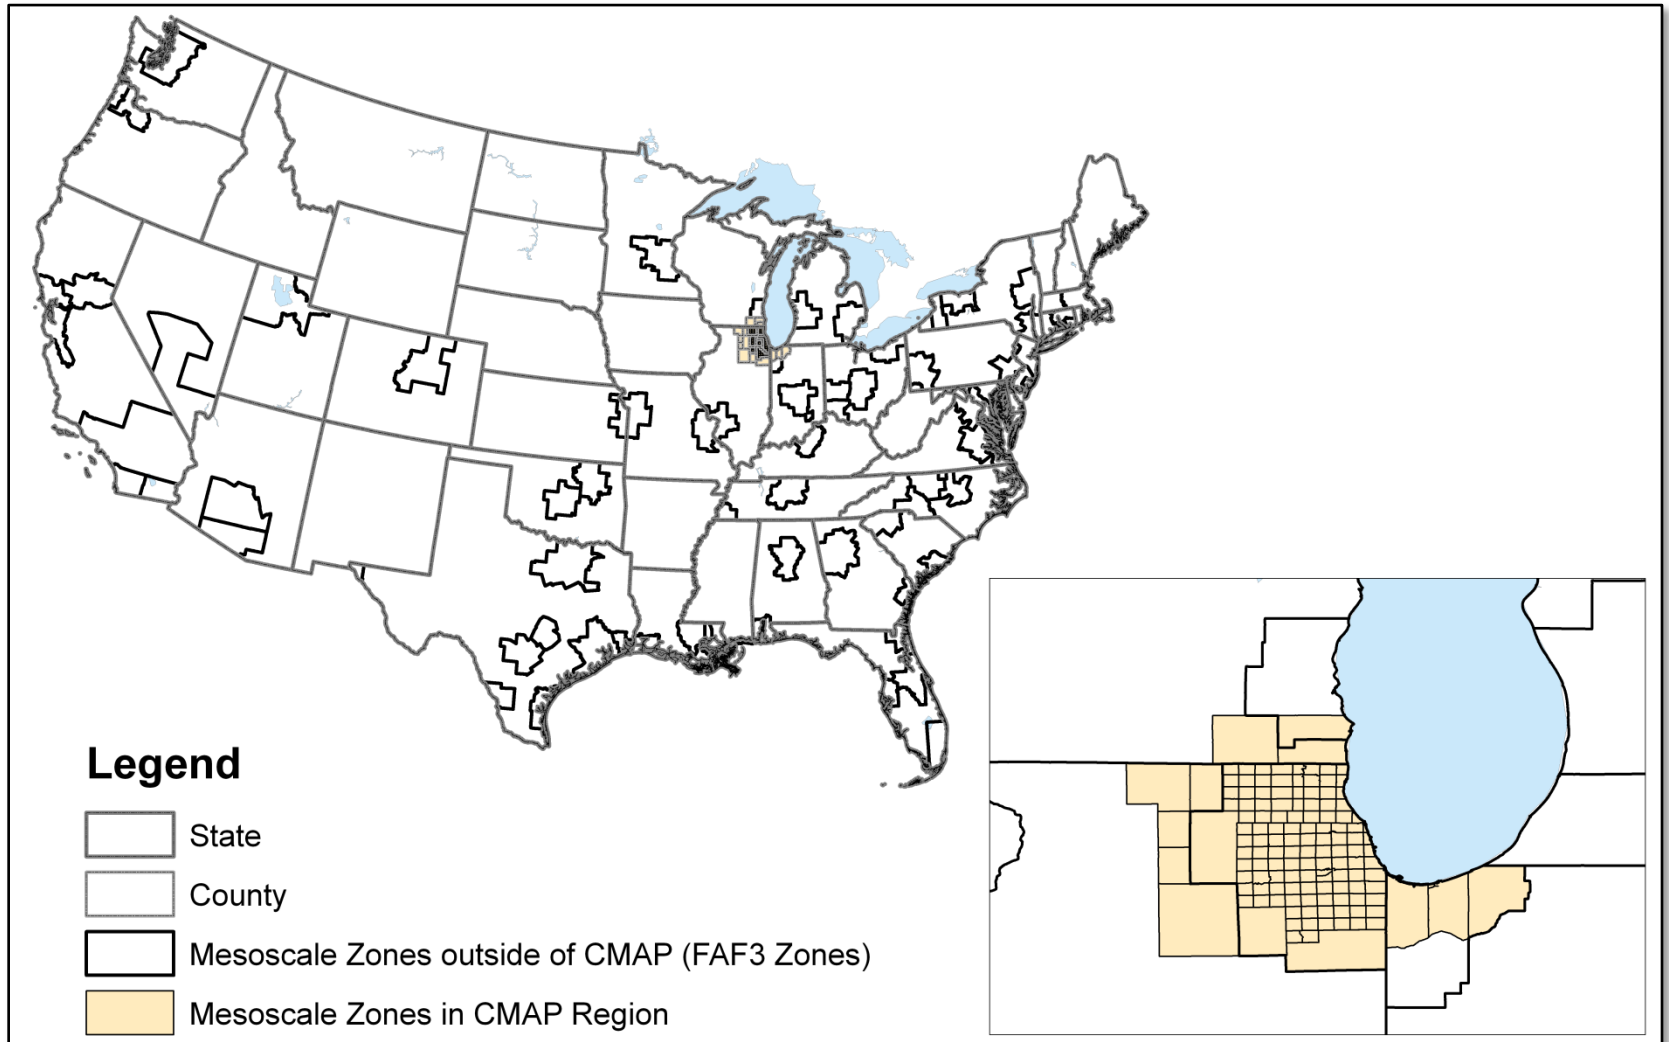 Legend
State
County
Mesoscale Zones outside of CMAP (FAF3 Zones)
Mesoscale Zones in CMAP Region